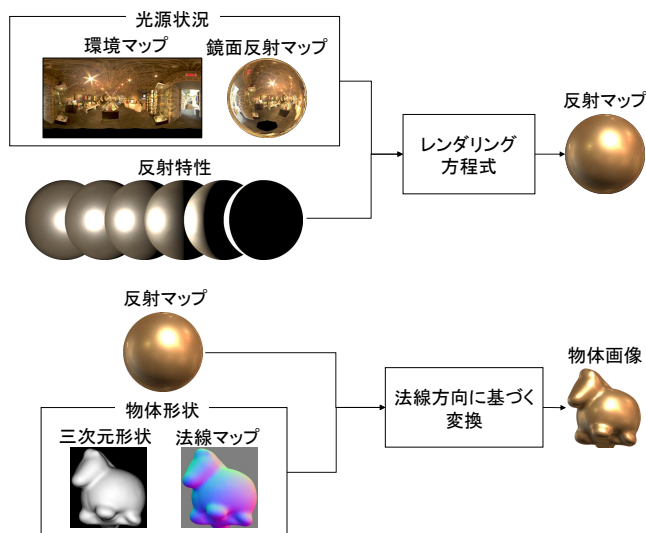 光源状況
環境マップ
鏡面反射マップ
反射特性
レンダリング
方程式
反射マップ
反射マップ
物体形状
三次元形状
法線マップ
法線方向に基づく
変換
物体画像